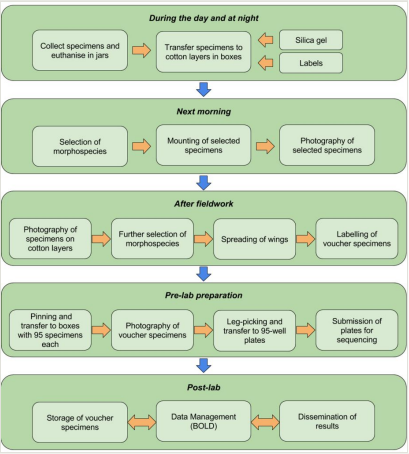 During the day and at night
Collect specimens and
euthanise in jars
Transfer specimens to
cotton layers in boxes
Silica gel
Labels
Next morning
Selection of
morphospecies
Mounting of selected
specimens
Photography of
selected specimens
After fieldwork
Photography of
specimens on
cotton layers
Further selection of
morphospecies
Spreading of wings
Labelling of
voucher specimens
Pre-lab preparation
Pinning and
transfer to boxes
with 95 specimens
each
Photography of
voucher specimens
Leg-picking and
transfer to 95-well
plates
Submission of
plates for
sequencing
Post-lab
Storage of voucher
specimens
Data Management
(BOLD)
Dissemination of
results